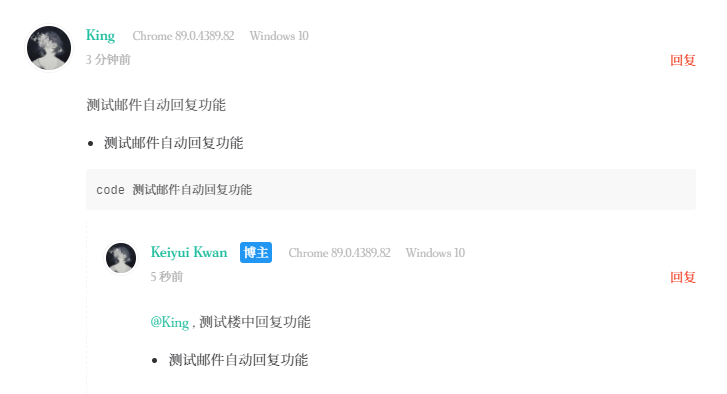 King Chrome 89.0.4389.82 Windows 10
3 分钟前 回复
测试邮件自动回复功能
测试邮件自动回复功能
code 测试邮件自动回复功能
Keiyui Kwan 博主 Chrome 89.0.4389.82 Windows 10
5 秒前 回复
@King , 测试楼中回复功能
测试邮件自动回复功能